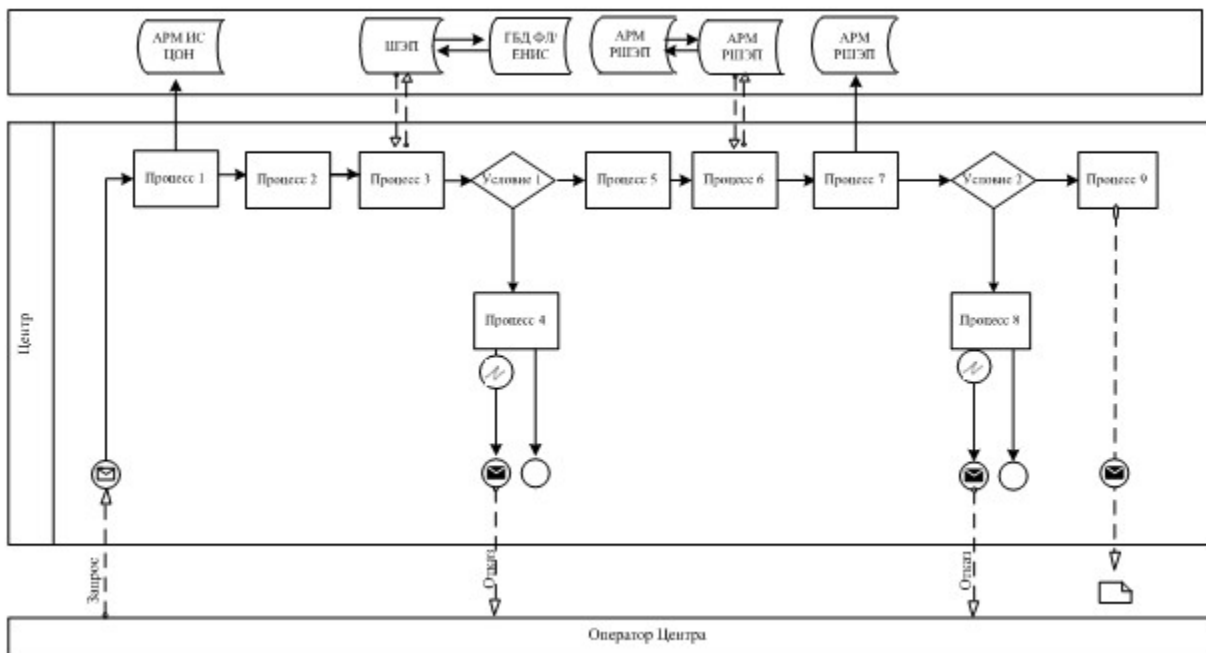 АРМ ИС
ЦОН
ШЭП
ГБД ФЛ/
ЕНИС
АРМ
РШЭП
АРМ
РШЭП
АРМ
РШЭП
Процесс 1
Процесс 2
Процесс 3
Условие 1
Процесс 5
Процесс 6
Процесс 7
Условие 2
Процесс 9
Процесс 4
Процесс 8
Центр
Запрос
Отказ
Отказ
Оператор Центра